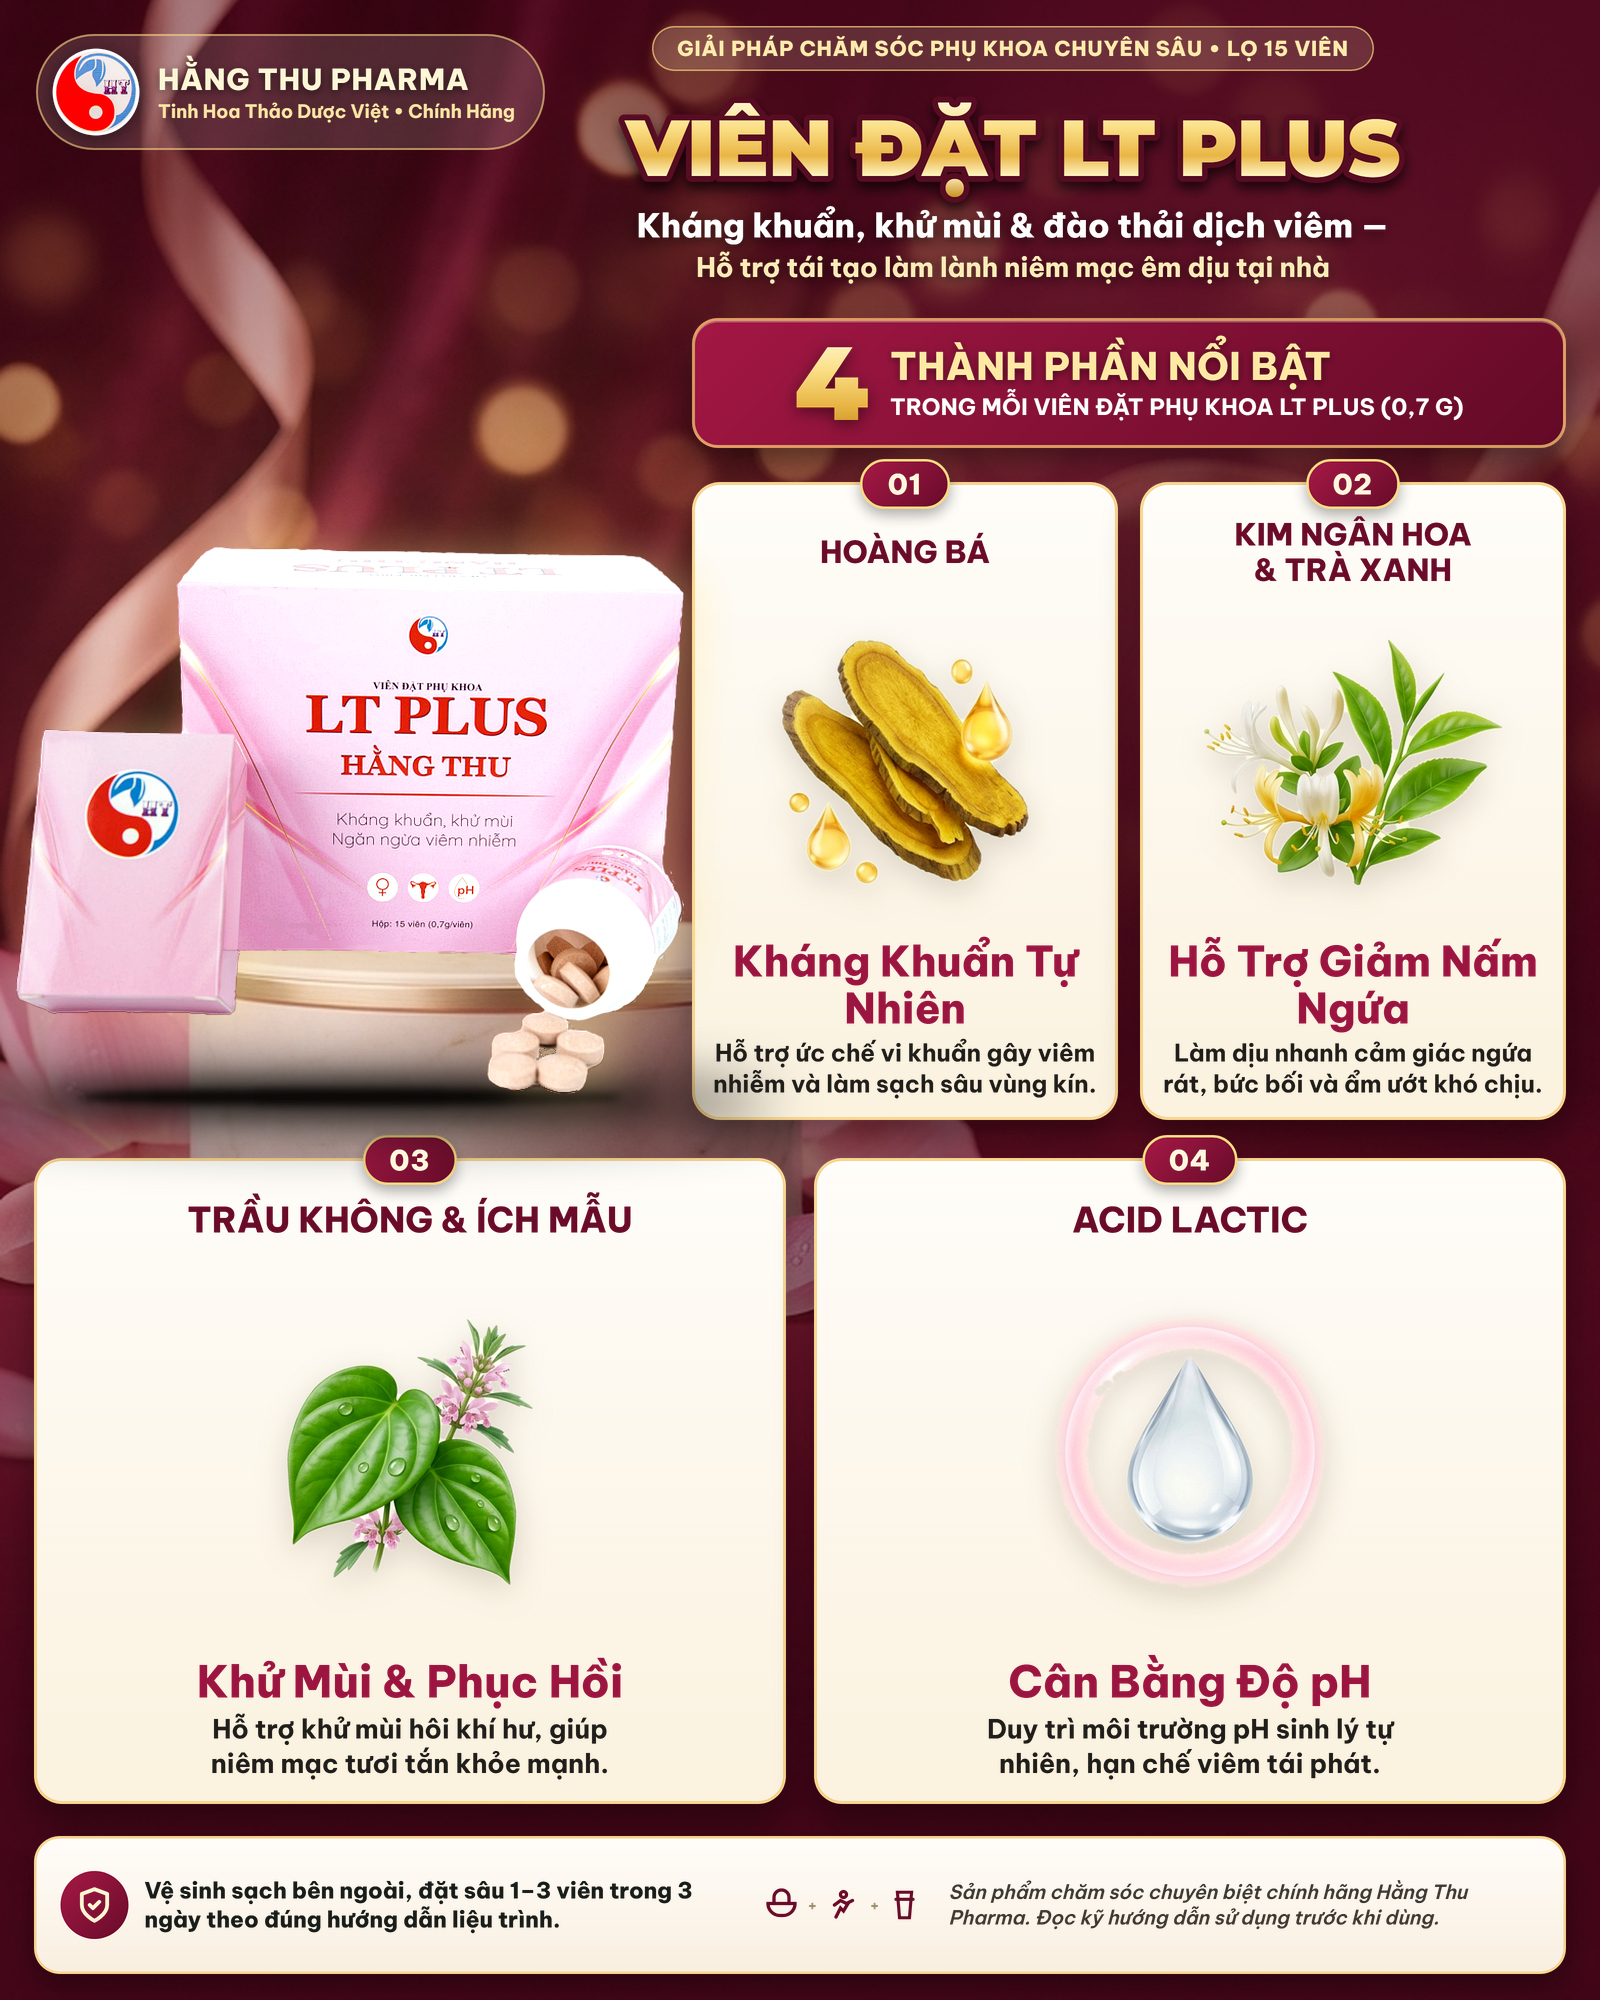 HT
HẰNG THU PHARMA
Tinh Hoa Thảo Dược Việt • Chính Hãng
GIẢI PHÁP CHĂM SÓC PHỤ KHOA CHUYÊN SÂU • LỌ 15 VIÊN
VIÊN ĐẶT LT PLUS
Kháng khuẩn, khử mùi & đào thải dịch viêm —
Hỗ trợ tái tạo làm lành niêm mạc êm dịu tại nhà
4
THÀNH PHẦN NỔI BẬT
TRONG MỖI VIÊN ĐẶT PHỤ KHOA LT PLUS (0,7 G)
LT PLUS
HT
VIÊN ĐẶT PHỤ KHOA
LT PLUS
HẰNG THU
Kháng khuẩn, khử mùi
Ngăn ngừa viêm nhiễm
pH
Hộp: 15 viên (0,7g/viên)
HT
LT PLUS
HẰNG THU
01
HOÀNG BÁ
Kháng Khuẩn Tự
Nhiên
Hỗ trợ ức chế vi khuẩn gây viêm
nhiễm và làm sạch sâu vùng kín.
02
KIM NGÂN HOA
& TRÀ XANH
Hỗ Trợ Giảm Nấm
Ngứa
Làm dịu nhanh cảm giác ngứa
rát, bức bối và ẩm ướt khó chịu.
03
TRẦU KHÔNG & ÍCH MẪU
Khử Mùi & Phục Hồi
Hỗ trợ khử mùi hôi khí hư, giúp
niêm mạc tươi tắn khỏe mạnh.
04
ACID LACTIC
Cân Bằng Độ pH
Duy trì môi trường pH sinh lý tự
nhiên, hạn chế viêm tái phát.
Vệ sinh sạch bên ngoài, đặt sâu 1–3 viên trong 3
ngày theo đúng hướng dẫn liệu trình.
+ +
Sản phẩm chăm sóc chuyên biệt chính hãng Hằng Thu
Pharma. Đọc kỹ hướng dẫn sử dụng trước khi dùng.